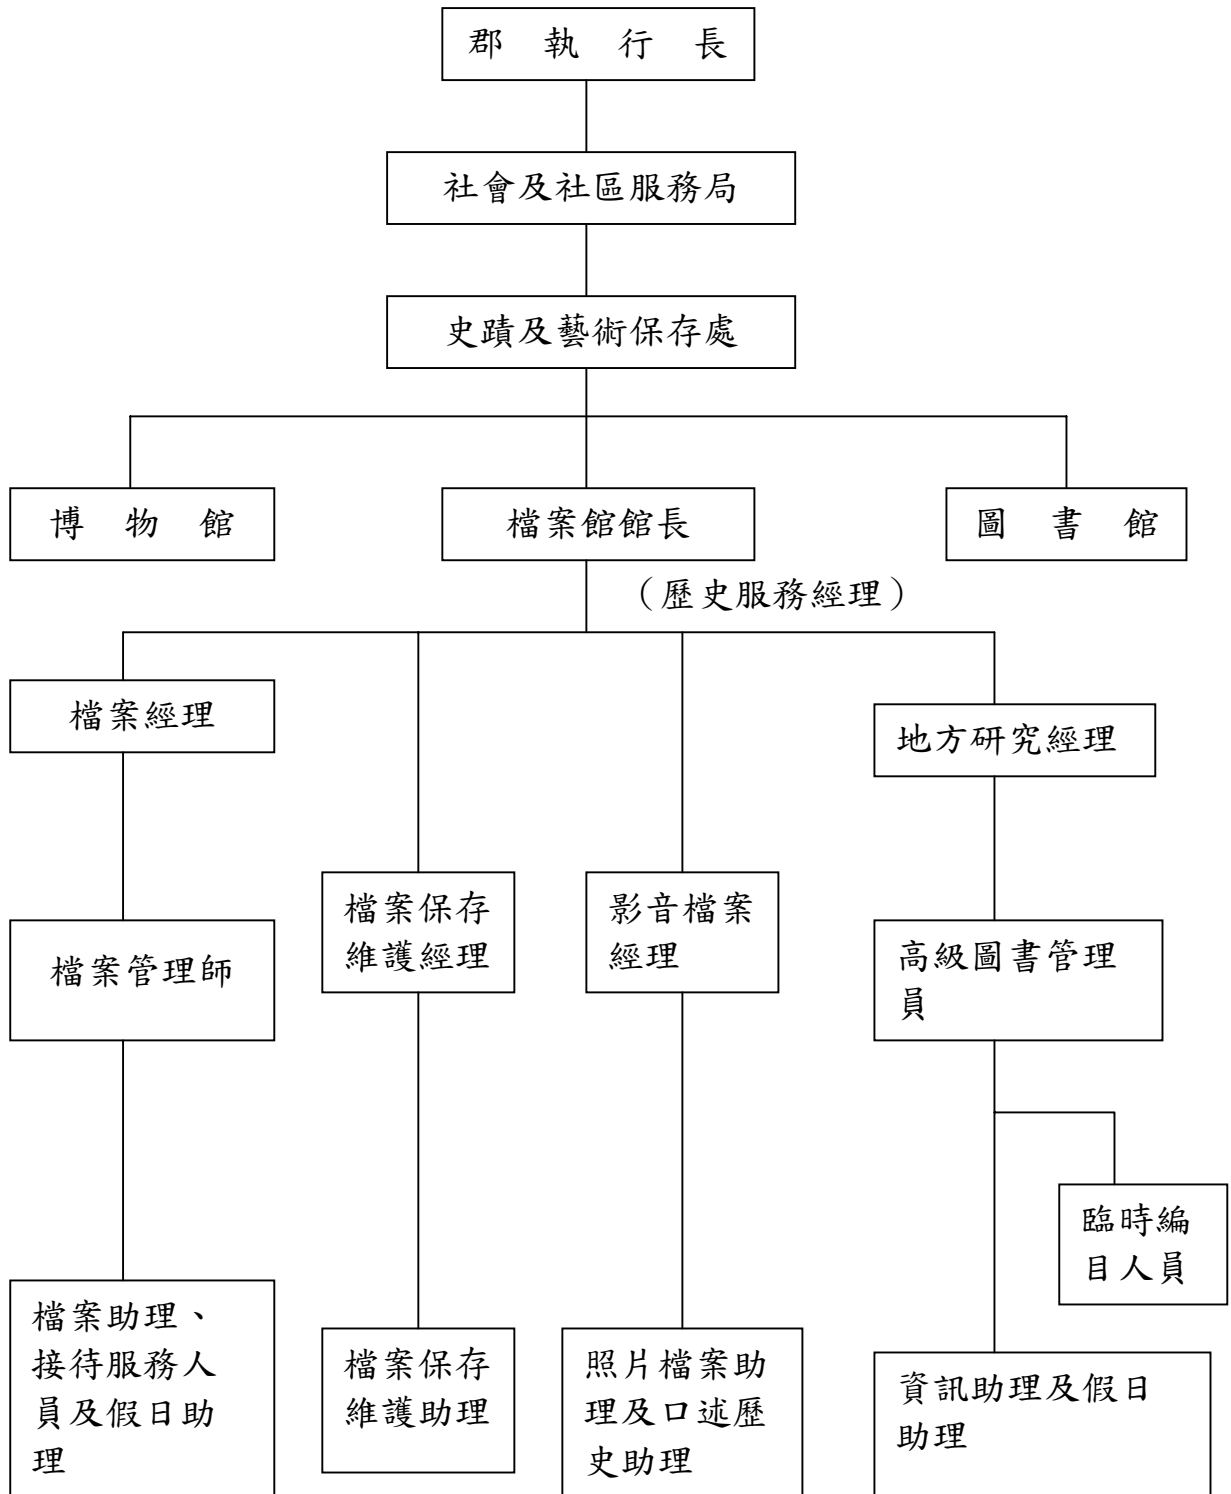 郡執行長
社會及社區服務局
史蹟及藝術保存處
博物館
檔案館館長
圖書館
（歷史服務經理）
檔案經理
地方研究經理
檔案保存
維護經理
影音檔案
經理
檔案管理師
高級圖書管理
員
臨時編
目人員
檔案助理、
接待服務人
員及假日助
理
檔案保存
維護助理
照片檔案助
理及口述歷
史助理
資訊助理及假日
助理